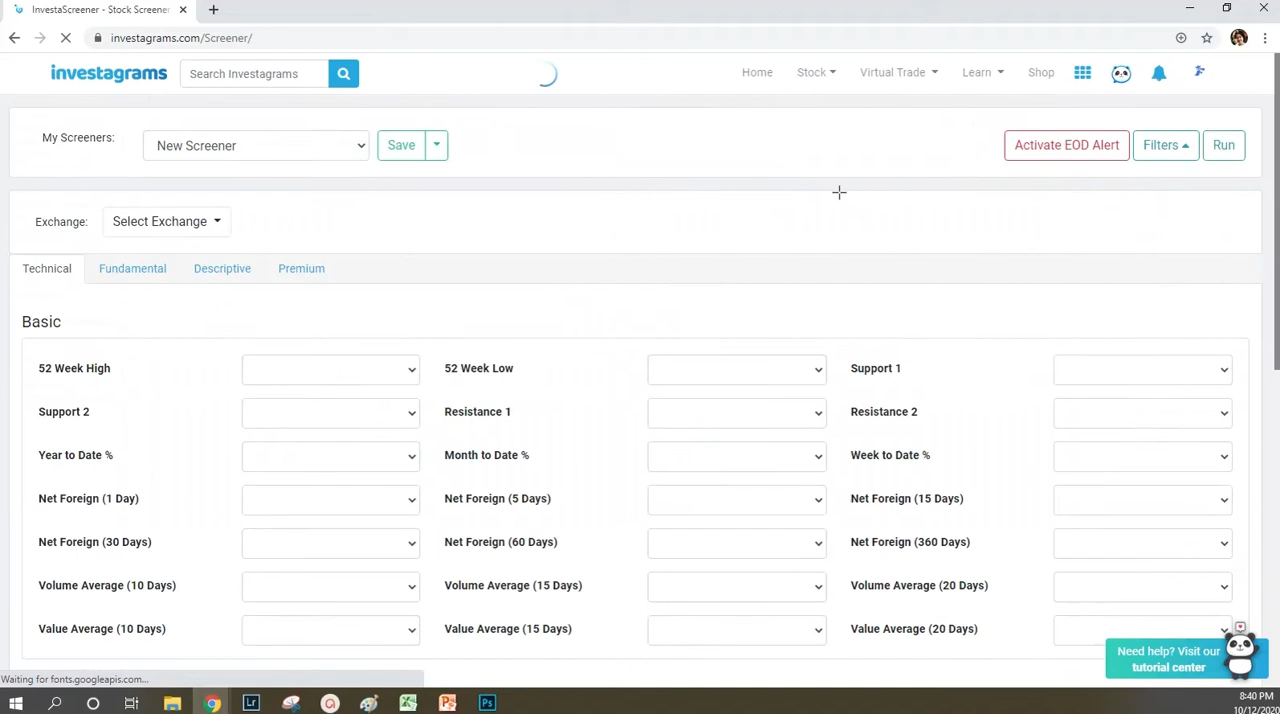 InvestaScreener - Stock Screener
investagrams.com/Screener/
investagrams
Search Investagrams
Home
Stock
Virtual Trade
Learn
Shop
My Screeners:
New Screener
Save
Activate EOD Alert
Filters
Run
Exchange:
Select Exchange
Technical
Fundamental
Descriptive
Premium
Basic
52 Week High
52 Week Low
Support 1
Support 2
Resistance 1
Resistance 2
Year to Date %
Month to Date %
Week to Date %
Net Foreign (1 Day)
Net Foreign (5 Days)
Net Foreign (15 Days)
Net Foreign (30 Days)
Net Foreign (60 Days)
Net Foreign (360 Days)
Volume Average (10 Days)
Volume Average (15 Days)
Volume Average (20 Days)
Value Average (10 Days)
Value Average (15 Days)
Value Average (20 Days)
Need help? Visit our
tutorial center
Waiting for fonts.googleapis.com...
Lr
Ps
8:40 PM
10/12/2020